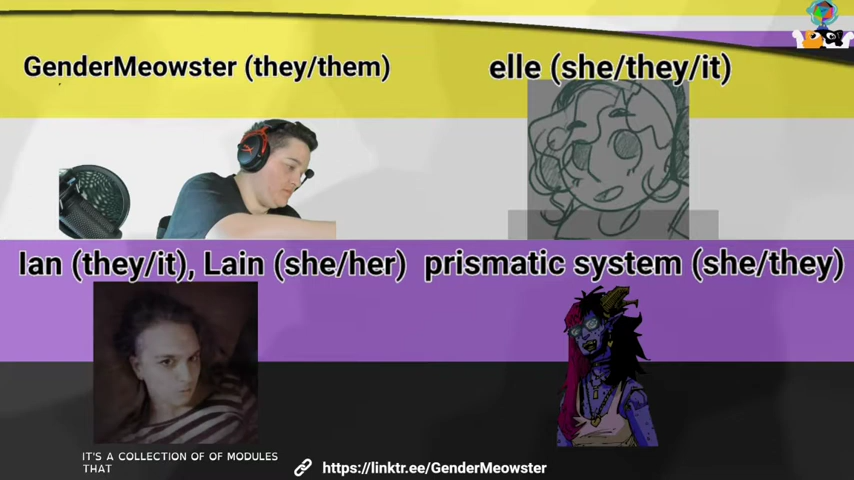 GenderMeowster (they/them)
elle (she/they/it)
Ian (they/it), Lain (she/her)
prismatic system (she/they)
IT'S A COLLECTION OF OF MODULES
THAT
https://linktr.ee/GenderMeowster